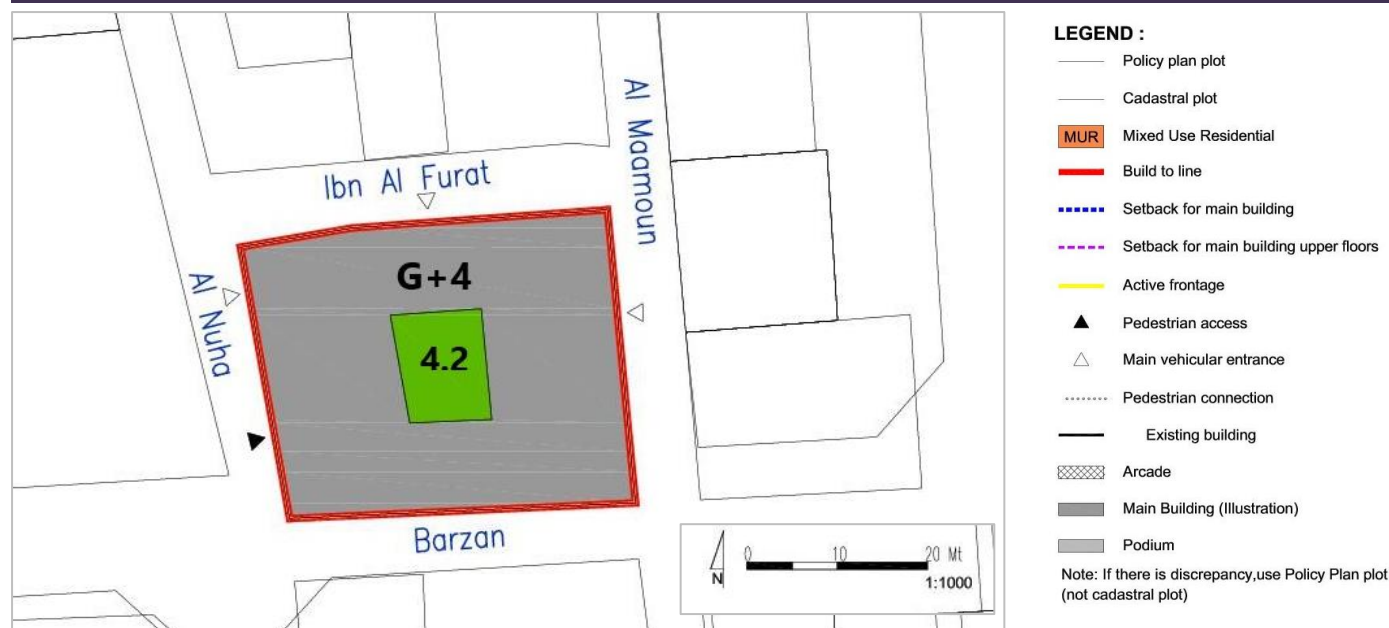 Ibn Al Furat
Al Maamoun
G+4
4.2
Al Nuha
Barzan
N
0 10 20 Mt
1:1000
LEGEND :
Policy plan plot
Cadastral plot
MUR Mixed Use Residential
Build to line
Setback for main building
Setback for main building upper floors
Active frontage
Pedestrian access
Main vehicular entrance
Pedestrian connection
Existing building
Arcade
Main Building (Illustration)
Podium
Note: If there is discrepancy,use Policy Plan plot
(not cadastral plot)